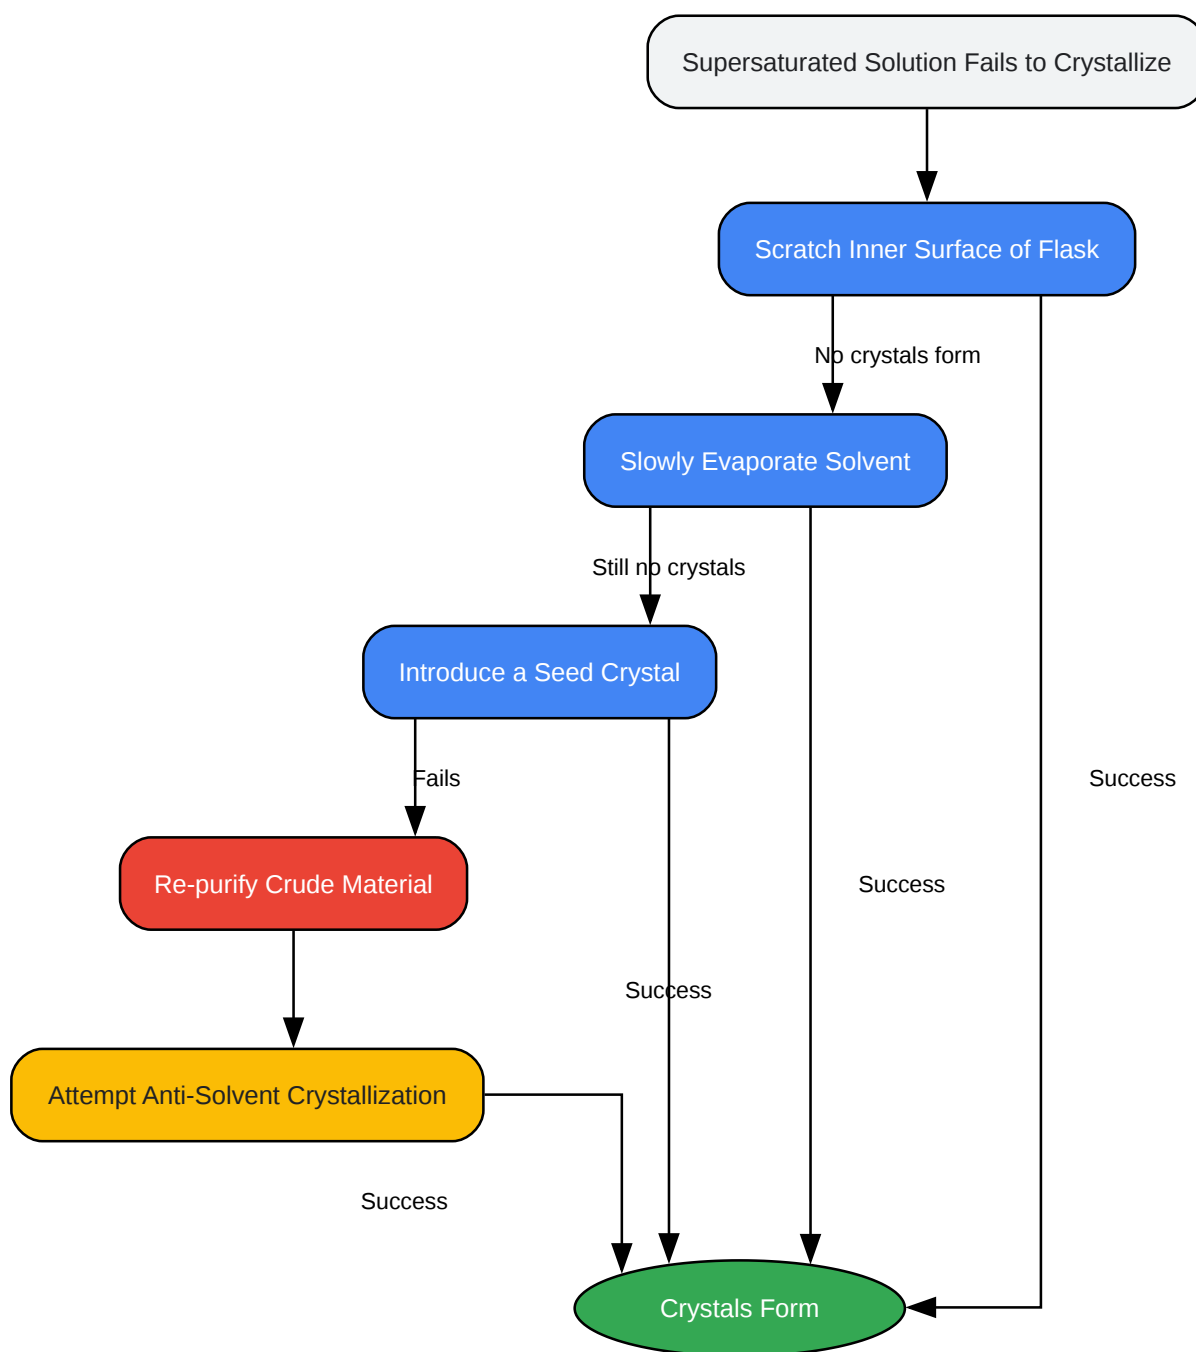 Supersaturated Solution Fails to Crystallize
Scratch Inner Surface of Flask
No crystals form
Slowly Evaporate Solvent
Still no crystals
Introduce a Seed Crystal
Fails
Success
Re-purify Crude Material
Success
Success
Attempt Anti-Solvent Crystallization
Success
Crystals Form